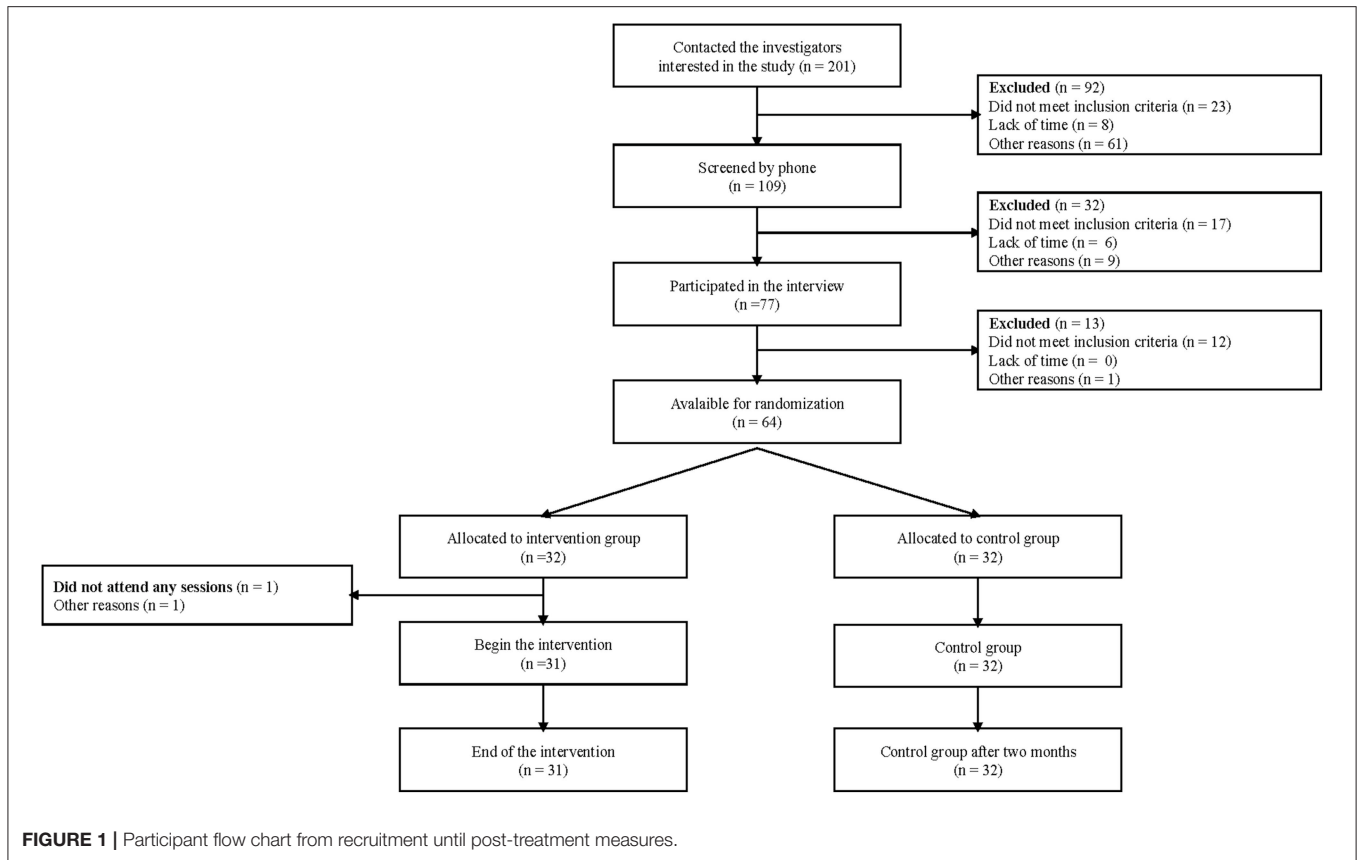 Contacted the investigators
interested in the study (n = 201)
Excluded (n = 92)
Did not meet inclusion criteria (n = 23)
Lack of time (n = 8)
Other reasons (n = 61)
Screened by phone
(n = 109)
Excluded (n = 32)
Did not meet inclusion criteria (n = 17)
Lack of time (n =  6)
Other reasons (n = 9)
Participated in the interview
(n =77)
Excluded (n = 13)
Did not meet inclusion criteria (n = 12)
Lack of time (n =  0)
Other reasons (n = 1)
Avalaible for randomization
(n = 64)
Allocated to intervention group
(n =32)
Allocated to control group
(n = 32)
Did not attend any sessions (n = 1)
Other reasons (n = 1)
Begin the intervention
(n =31)
Control group
(n = 32)
End of the intervention
(n = 31)
Control group after two months
(n = 32)
FIGURE 1 | Participant flow chart from recruitment until post-treatment measures.